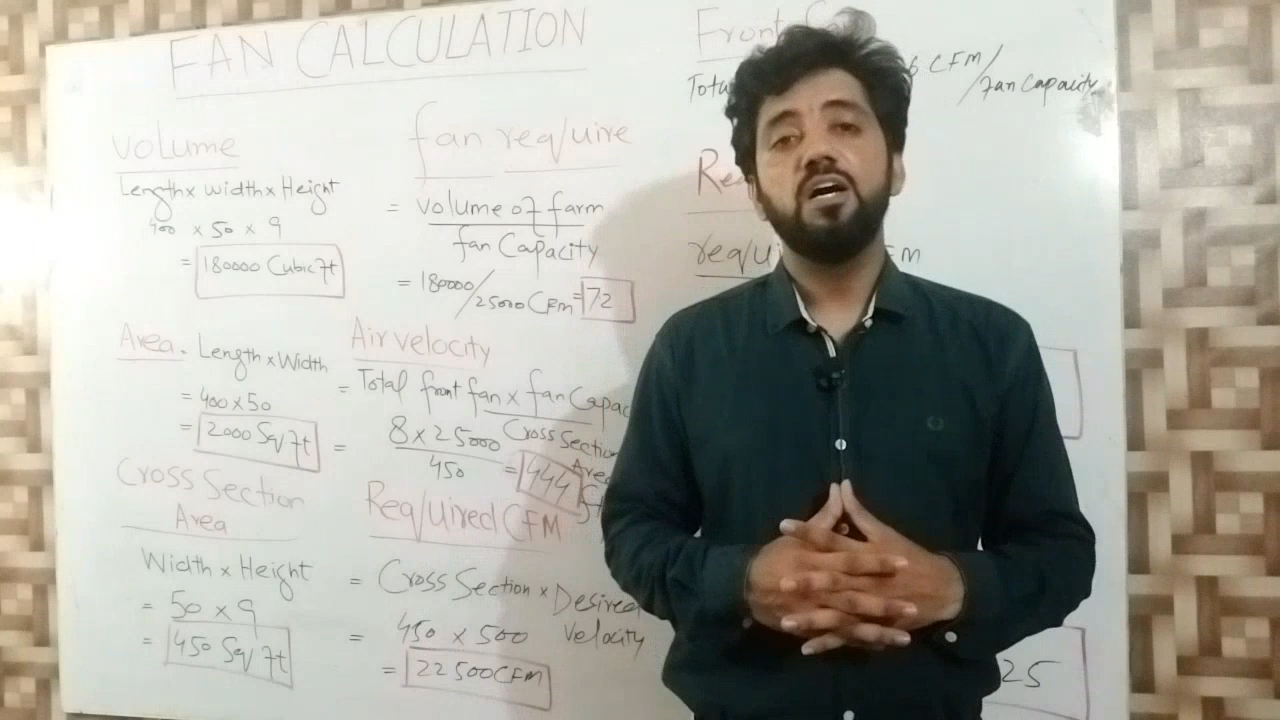 FAN CALCULATION
Volume
Length x Width x Height
400 x 50 x 9
= 180000 Cubic ft
Area. Length x Width
= 400 x 50
= 2000 Sq ft
Cross Section
Area
Width x Height
= 50 x 9
= 450 Sq ft
fan require
= volume of farm
fan Capacity
= 180000/25000 CFM = 72
Air velocity
= Total front fan x fan Capac
Cross Section
Area
= 8 x 25000
450
= 444
Required CFM
= Cross Section x Desired
Velocity
= 450 x 500
= 22500 CFM
Front
CFM/fan Capacity
25